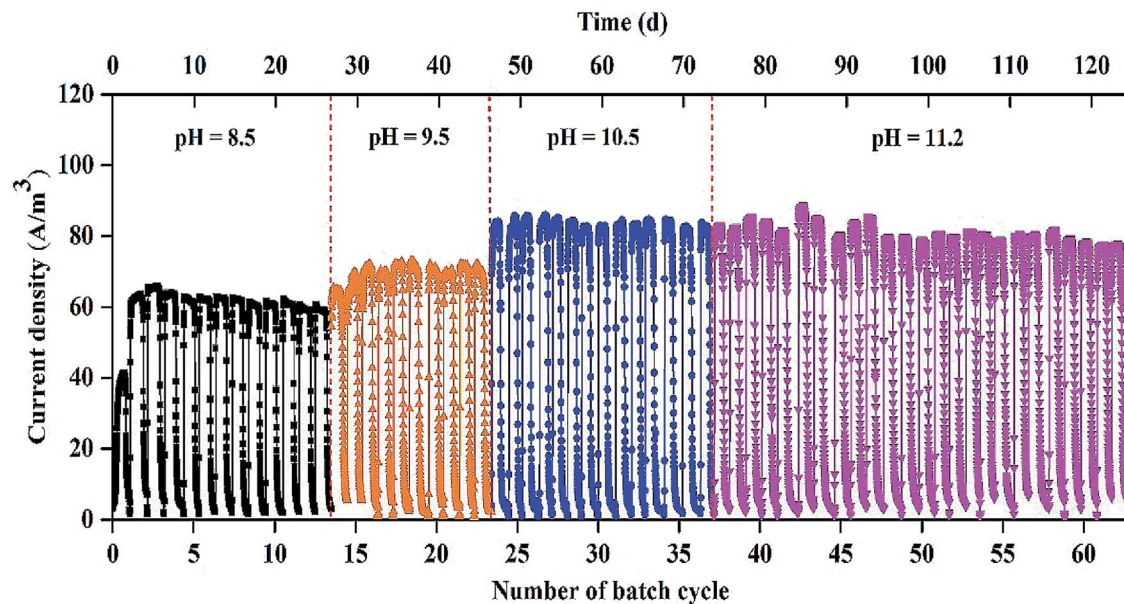 Time (d)
0 10 20 30 40 50 60 70 80 90 100 110 120
120
pH = 8.5 pH = 9.5 pH = 10.5 pH = 11.2
100
80
60
40
20
0
Current density (A/m³)
0 5 10 15 20 25 30 35 40 45 50 55 60
Number of batch cycle